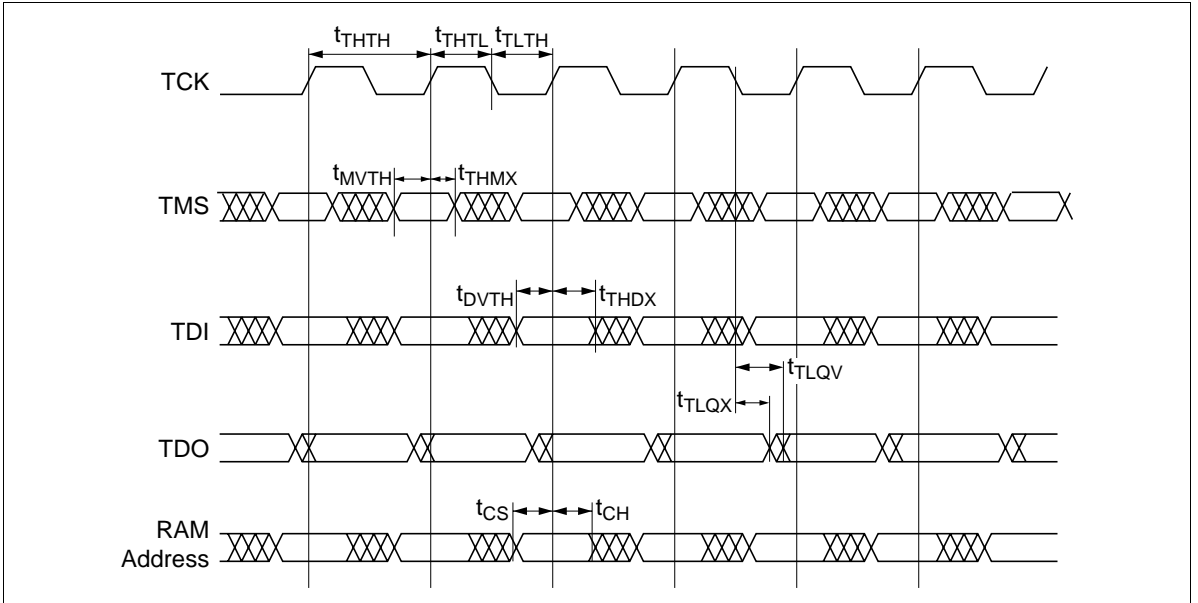 tTHTH tTHTL tTLTH
TCK
tMVTH tTHMX
TMS
tDVTH tTHDX
TDI
tTLQV
tTLQX
TDO
tCS tCH
RAM
Address